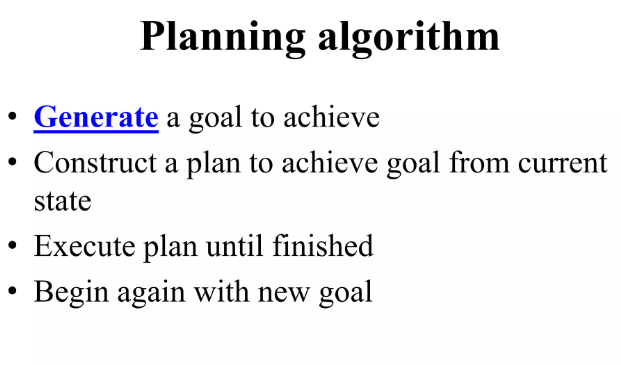 Planning algorithm
• Generate a goal to achieve
• Construct a plan to achieve goal from current
state
• Execute plan until finished
• Begin again with new goal